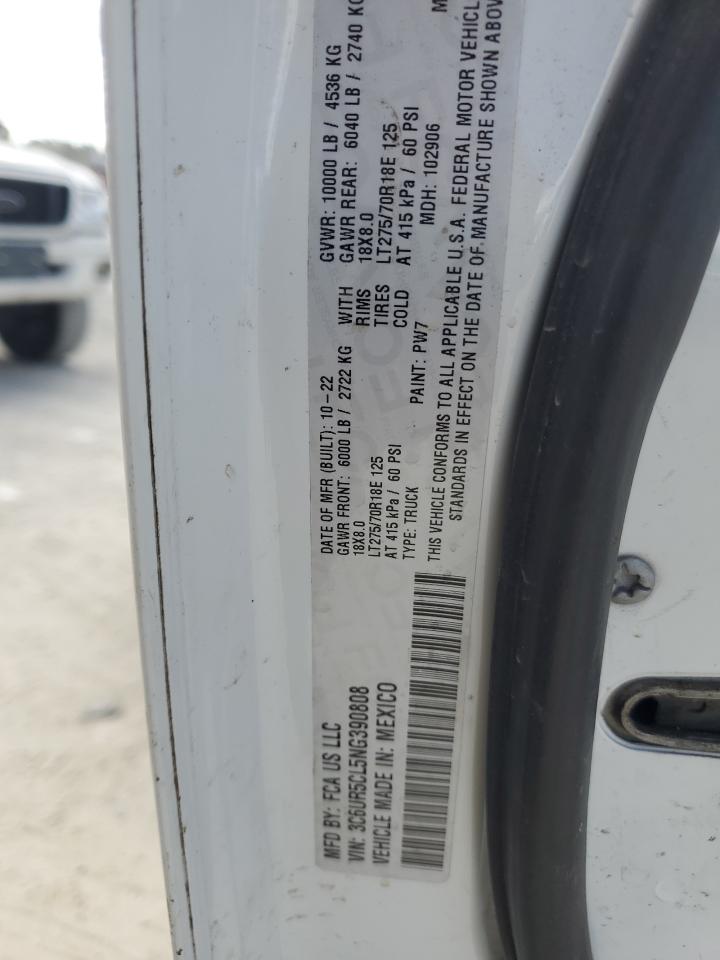 MFD BY: FCA US LLC
VIN: 3C6UR5CL5NG390808
VEHICLE MADE IN: MEXICO
DATE OF MFR (BUILT): 10-22
GVWR: 10000 LB / 4536 KG
GAWR FRONT: 6000 LB / 2722 KG WITH GAWR REAR: 6040 LB / 2740 KG
18X8.0 RIMS 18X8.0
LT275/70R18E 125 TIRES LT275/70R18E 125
AT 415 kPa / 60 PSI COLD AT 415 kPa / 60 PSI
TYPE: TRUCK PAINT: PW7 MDH: 102906
THIS VEHICLE CONFORMS TO ALL APPLICABLE U.S.A. FEDERAL MOTOR
STANDARDS IN EFFECT ON THE DATE OF MANUFACTURE SHOWN